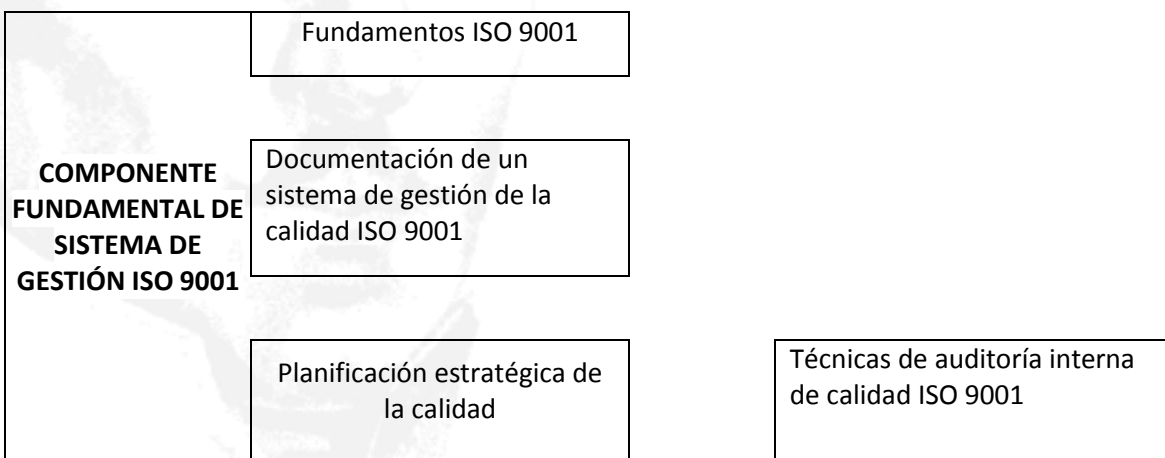 Fundamentos ISO 9001
COMPONENTE
FUNDAMENTAL DE
SISTEMA DE
GESTIÓN ISO 9001
Documentación de un
sistema de gestión de la
calidad ISO 9001
Planificación estratégica de
la calidad
Técnicas de auditoría interna
de calidad ISO 9001